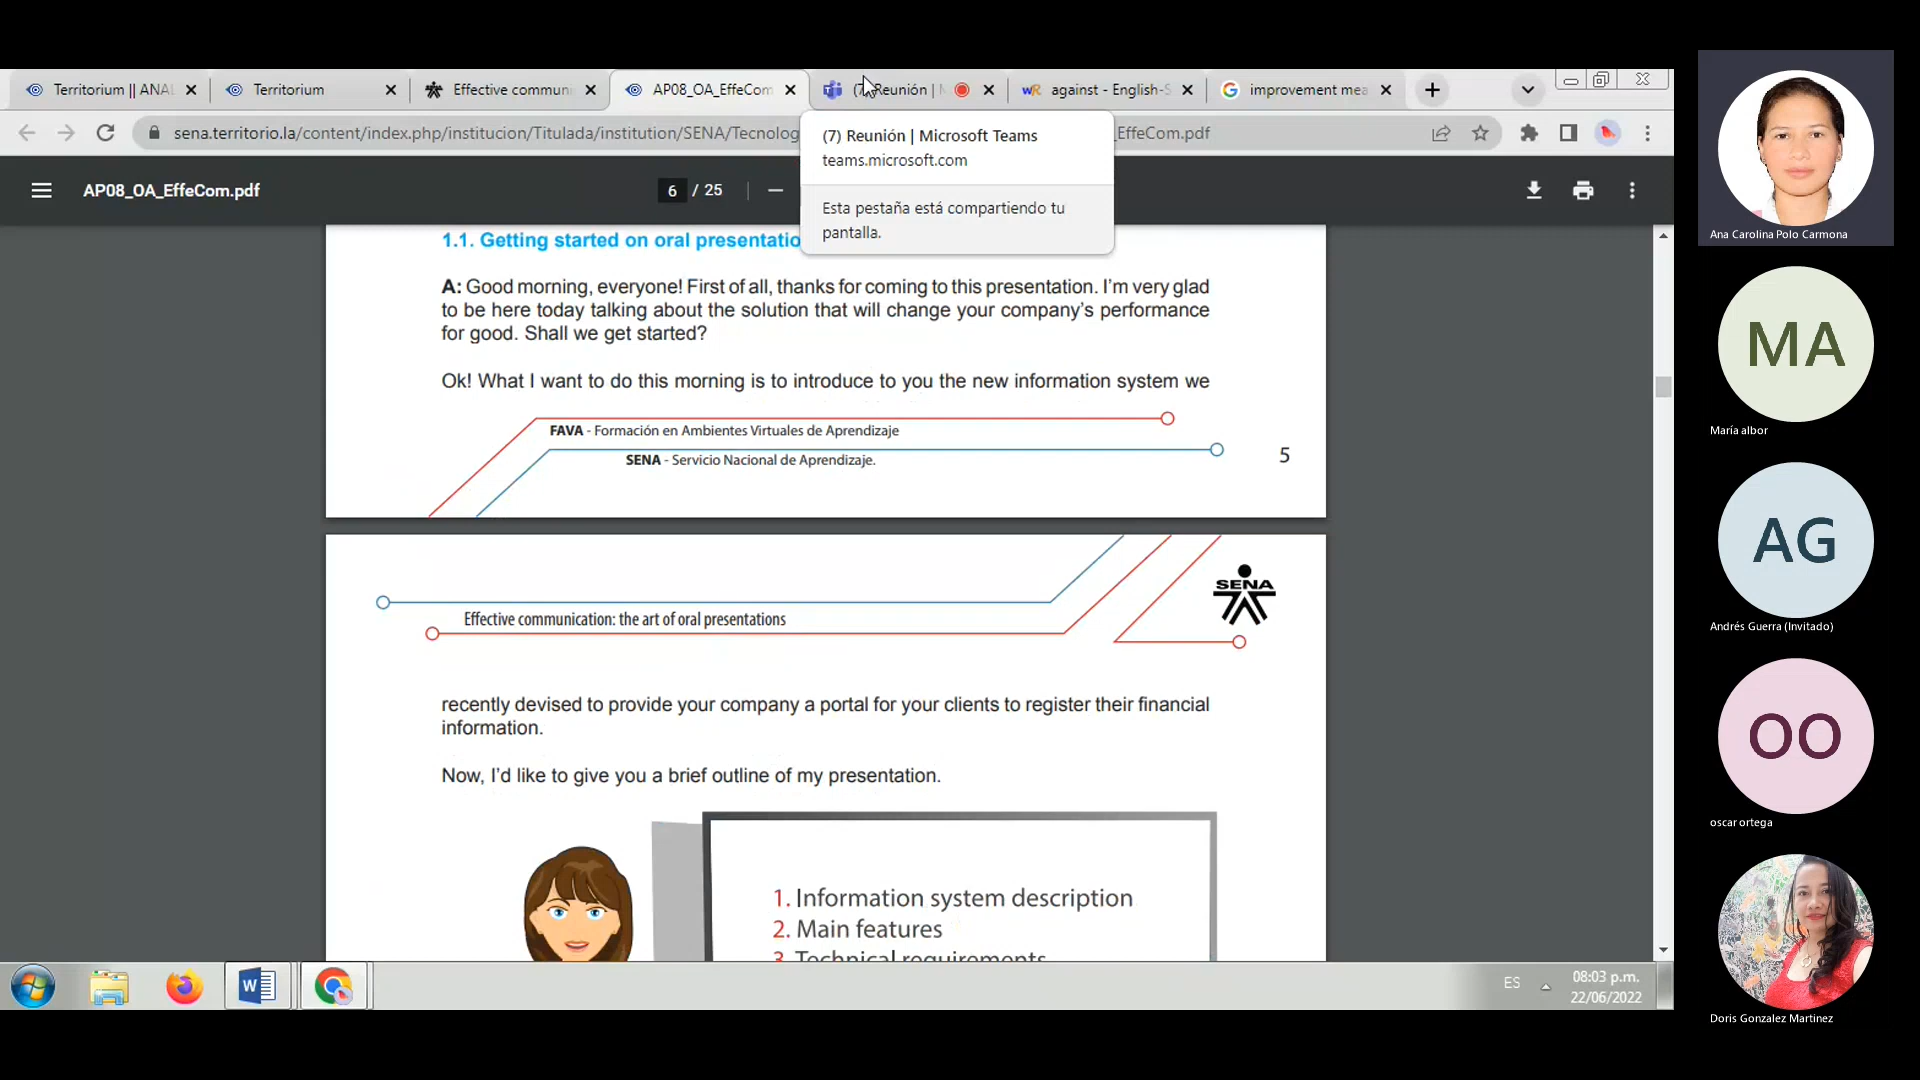 Territorium || ANAL
Territorium
Effective commun
AP08_OA_EffeCom
(7) Reunión |
wR
against - English-S
improvement mea
sena.territorio.la/content/index.php/institucion/Titulada/institution/SENA/Tecnolog
EffeCom.pdf
(7) Reunión | Microsoft Teams
teams.microsoft.com
Esta pestaña está compartiendo tu
pantalla.
AP08_OA_EffeCom.pdf
6 / 25
1.1. Getting started on oral presentatio
A: Good morning, everyone! First of all, thanks for coming to this presentation. I’m very glad
to be here today talking about the solution that will change your company’s performance
for good. Shall we get started?
Ok! What I want to do this morning is to introduce to you the new information system we
FAVA - Formación en Ambientes Virtuales de Aprendizaje
SENA - Servicio Nacional de Aprendizaje.
5
SENA
Effective communication: the art of oral presentations
recently devised to provide your company a portal for your clients to register their financial
information.
Now, I’d like to give you a brief outline of my presentation.
1. Information system description
2. Main features
3. Technical requirements
W
ES
08:03 p.m.
22/06/2022
Ana Carolina Polo Carmona
MA
María albor
AG
Andrés Guerra (Invitado)
OO
oscar ortega
Doris Gonzalez Martinez